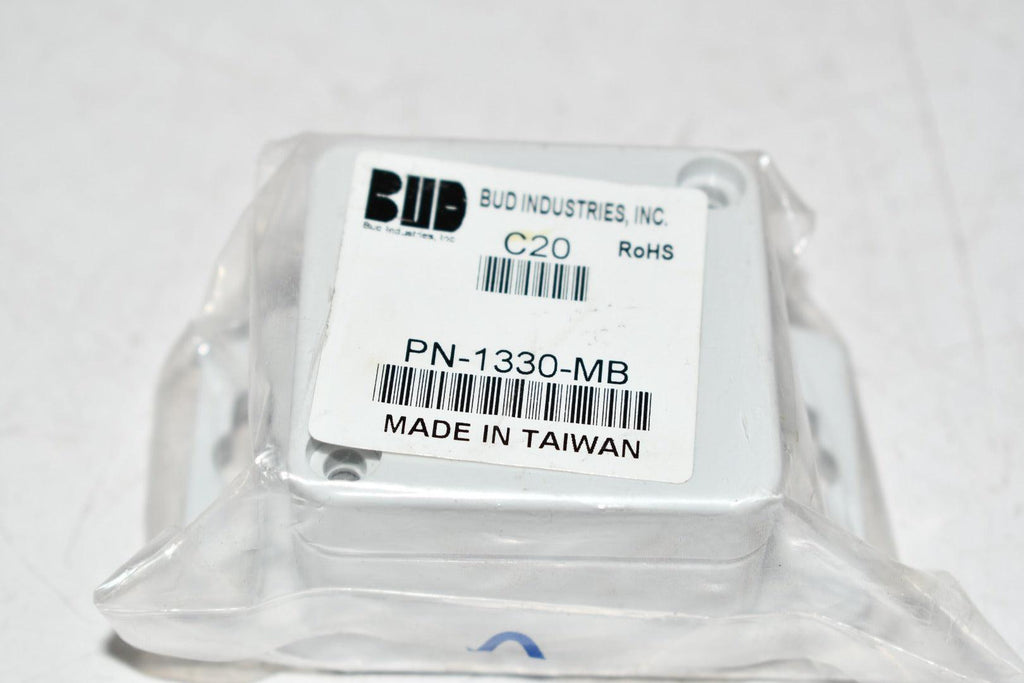 BUD
Bud Industries, Inc
BUD INDUSTRIES, INC.
C20
RoHS
PN-1330-MB
MADE IN TAIWAN